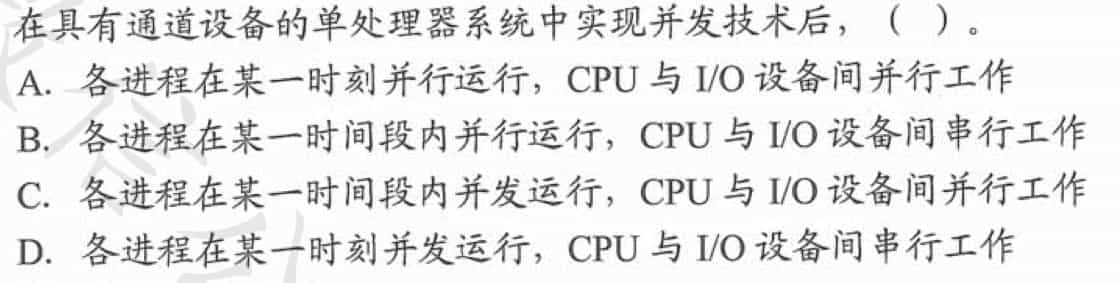 在具有通道设备的单处理器系统中实现并发技术后，（ ）。
A. 各进程在某一时刻并行运行，CPU 与 I/O 设备间并行工作
B. 各进程在某一时间段内并行运行，CPU 与 I/O 设备间串行工作
C. 各进程在某一时间段内并发运行，CPU 与 I/O 设备间并行工作
D. 各进程在某一时刻并发运行，CPU 与 I/O 设备间串行工作